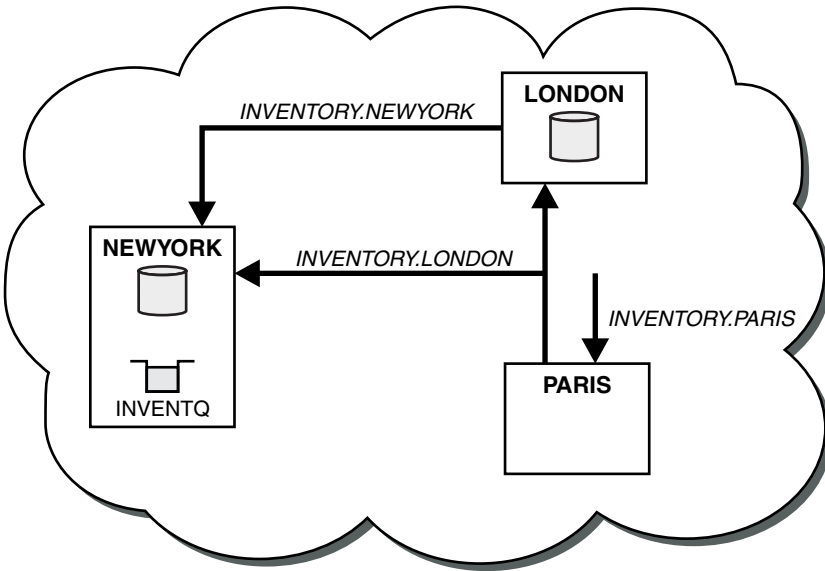 LONDON
INVENTORY.NEWYORK
NEWYORK
INVENTORY.LONDON
INVENTORY.PARIS
PARIS
INVENTQ